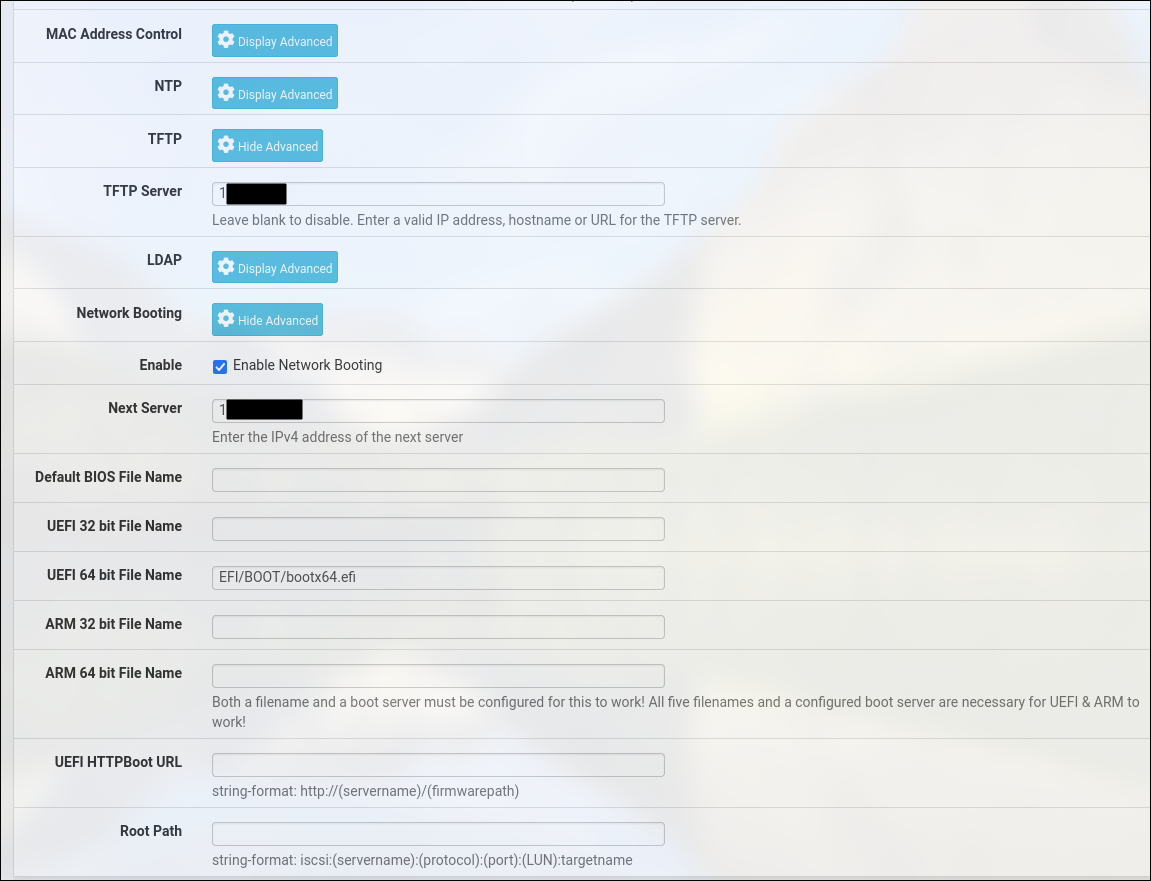 MAC Address Control
Display Advanced
NTP
Display Advanced
TFTP
Hide Advanced
TFTP Server
1
Leave blank to disable. Enter a valid IP address, hostname or URL for the TFTP server.
LDAP
Display Advanced
Network Booting
Hide Advanced
Enable
Enable Network Booting
Next Server
1
Enter the IPv4 address of the next server
Default BIOS File Name
UEFI 32 bit File Name
UEFI 64 bit File Name
EFI/BOOT/bootx64.efi
ARM 32 bit File Name
ARM 64 bit File Name
Both a filename and a boot server must be configured for this to work! All five filenames and a configured boot server are necessary for UEFI & ARM to
work!
UEFI HTTPBoot URL
string-format: http://(servername)/(firmwarepath)
Root Path
string-format: iscsi:(servername):(protocol):(port):(LUN):targetname